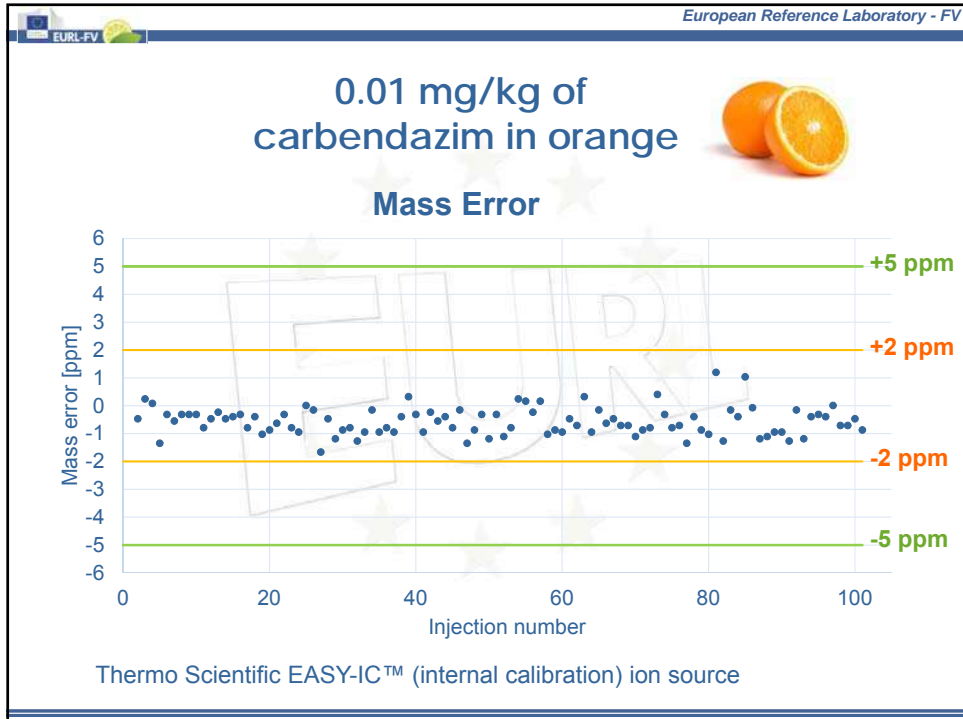 European Reference Laboratory - FV
EURL-FV
0.01 mg/kg of
carbendazim in orange
Mass Error
6
5
4
3
2
1
0
-1
-2
-3
-4
-5
-6
Mass error [ppm]
+5 ppm
+2 ppm
-2 ppm
-5 ppm
EURL
0
20
40
60
80
100
Injection number
Thermo Scientific EASY-IC™ (internal calibration) ion source